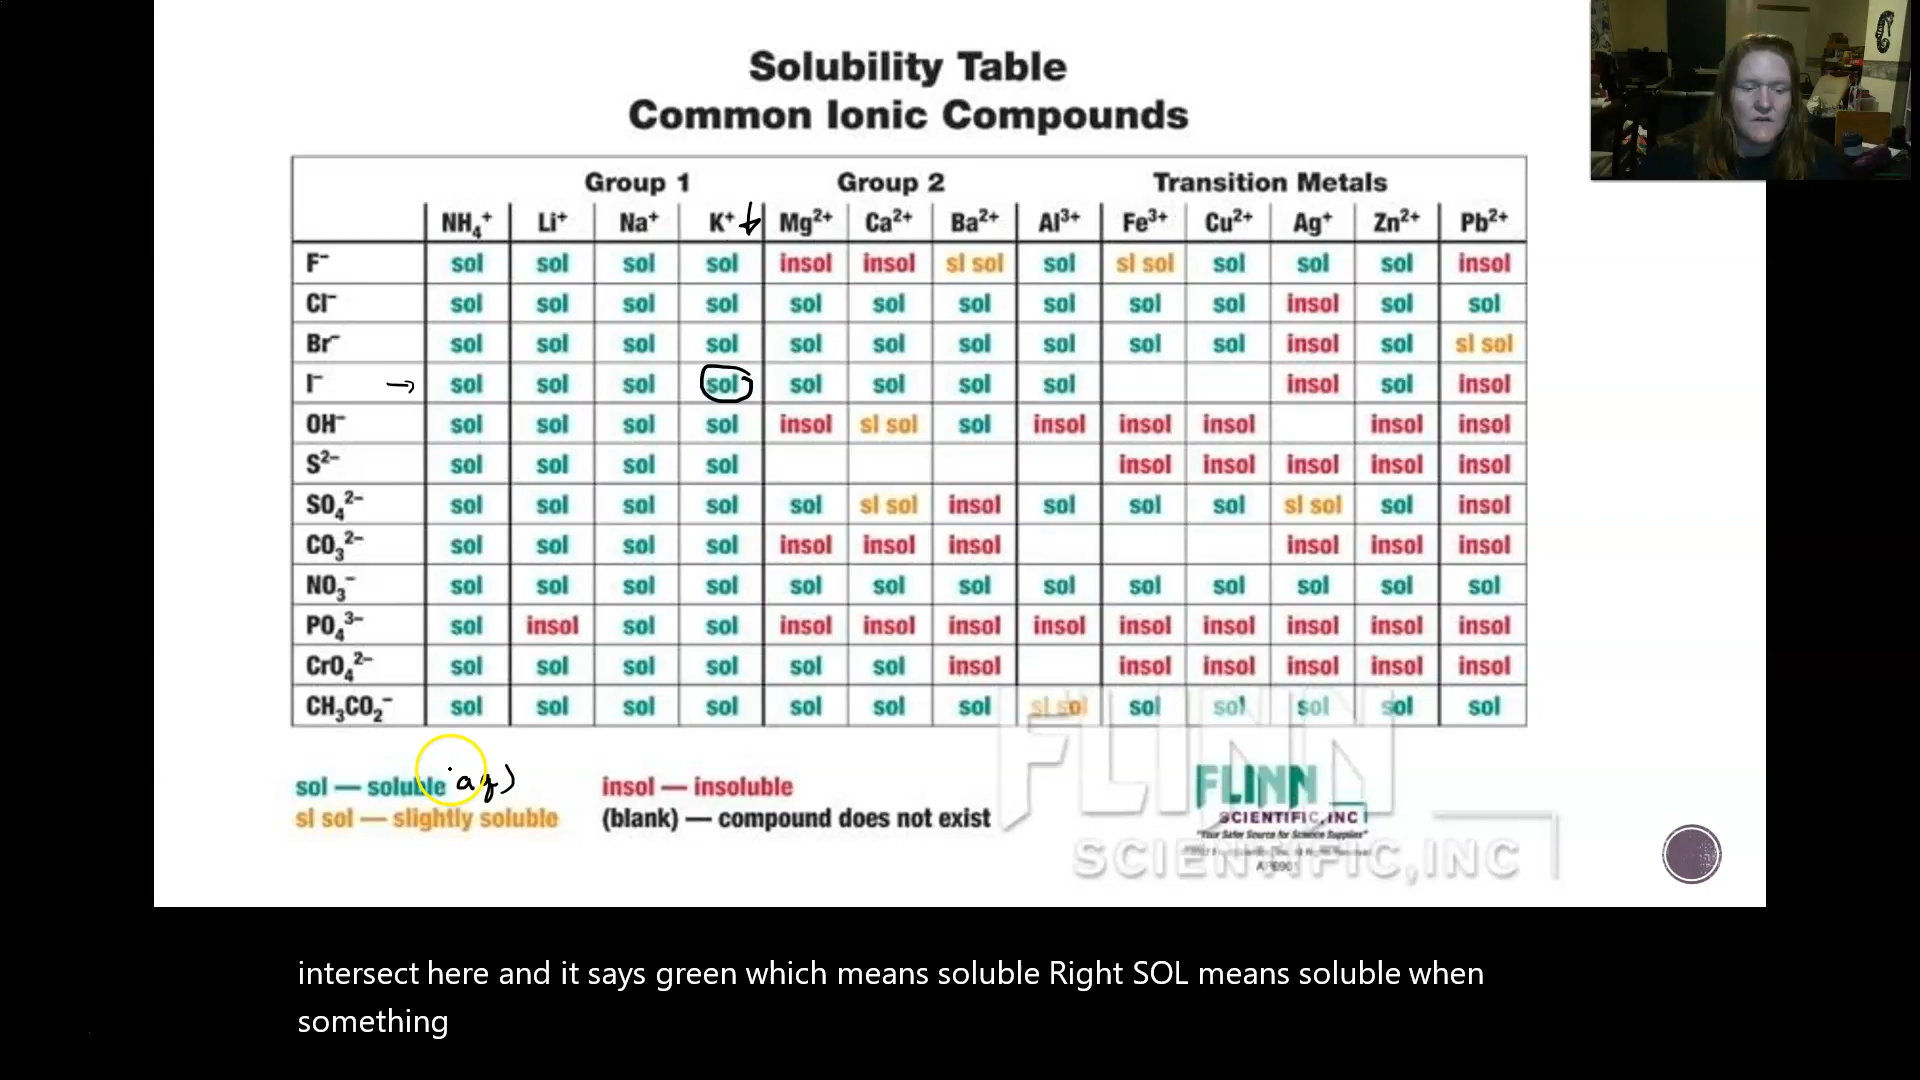 Solubility Table
Common Ionic Compounds
Group 1 Group 2 Transition Metals
NH₄⁺ Li⁺ Na⁺ K⁺ Mg²⁺ Ca²⁺ Ba²⁺ Al³⁺ Fe³⁺ Cu²⁺ Ag⁺ Zn²⁺ Pb²⁺
F⁻ sol sol sol sol insol insol sl sol sol sl sol sol sol sol insol
Cl⁻ sol sol sol sol sol sol sol sol sol sol insol sol sol
Br⁻ sol sol sol sol sol sol sol sol sol sol insol sol sl sol
I⁻ → sol sol sol sol sol sol sol sol insol sol insol
OH⁻ sol sol sol sol insol sl sol sol insol insol insol insol insol
S²⁻ sol sol sol sol insol insol insol insol insol
SO₄²⁻ sol sol sol sol sol sl sol insol sol sol sol sl sol sol insol
CO₃²⁻ sol sol sol sol insol insol insol insol insol insol
NO₃⁻ sol sol sol sol sol sol sol sol sol sol sol sol sol
PO₄³⁻ sol insol sol sol insol insol insol insol insol insol insol insol insol
CrO₄²⁻ sol sol sol sol sol sol insol insol insol insol insol insol
CH₃CO₂⁻ sol sol sol sol sol sol sol sl sol sol sol sol sol sol
sol — soluble aq) insol — insoluble
sl sol — slightly soluble (blank) — compound does not exist
FLINN
SCIENTIFIC, INC
"Your Safer Source for Science Supplies"
FLINN
SCIENTIFIC, INC
intersect here and it says green which means soluble Right SOL means soluble when
something